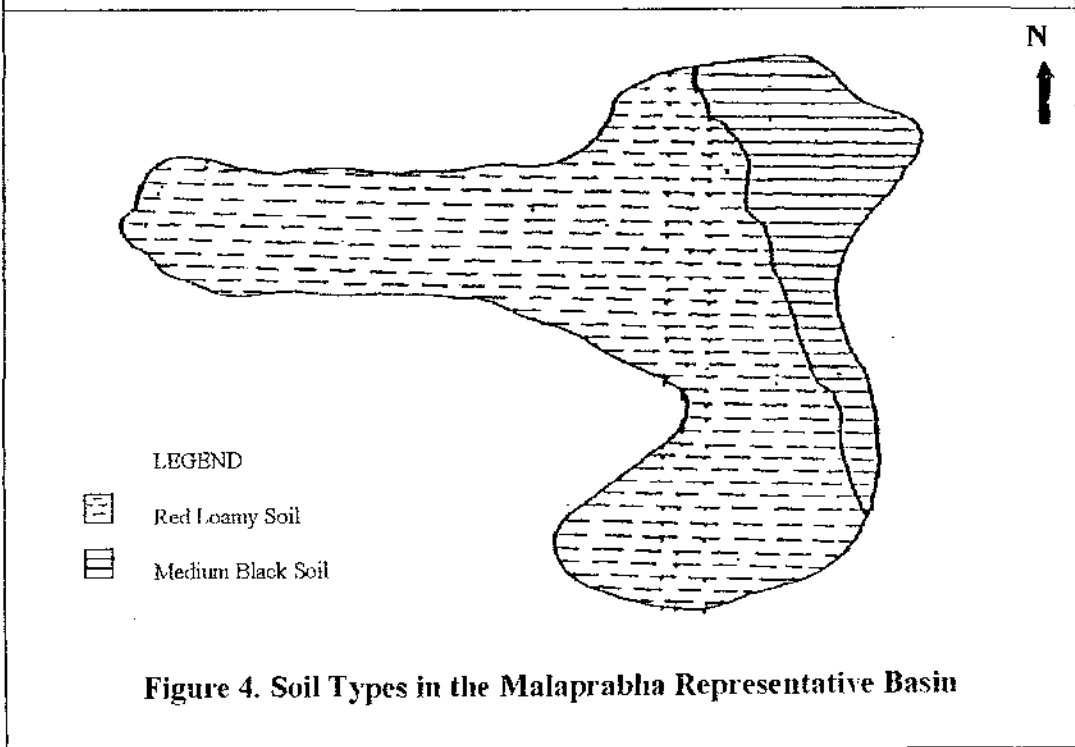 N
LEGEND
Red Loamy Soil
Medium Black Soil
Figure 4. Soil Types in the Malaprabha Representative Basin